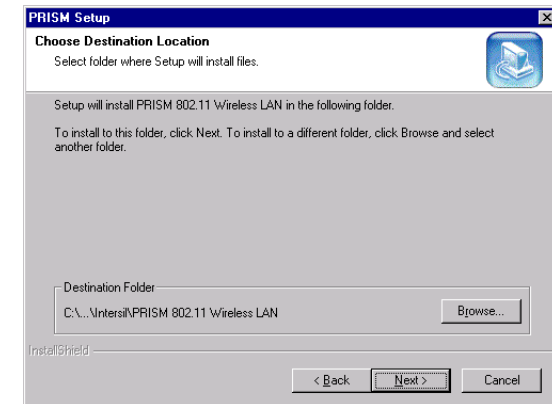 PRISM Setup
Choose Destination Location
Select folder where Setup will install files.
Setup will install PRISM 802.11 Wireless LAN in the following folder.
To install to this folder, click Next. To install to a different folder, click Browse and select
another folder.
Destination Folder
C:\...\Intersil\PRISM 802.11 Wireless LAN
Browse...
InstallShield
< Back
Next >
Cancel